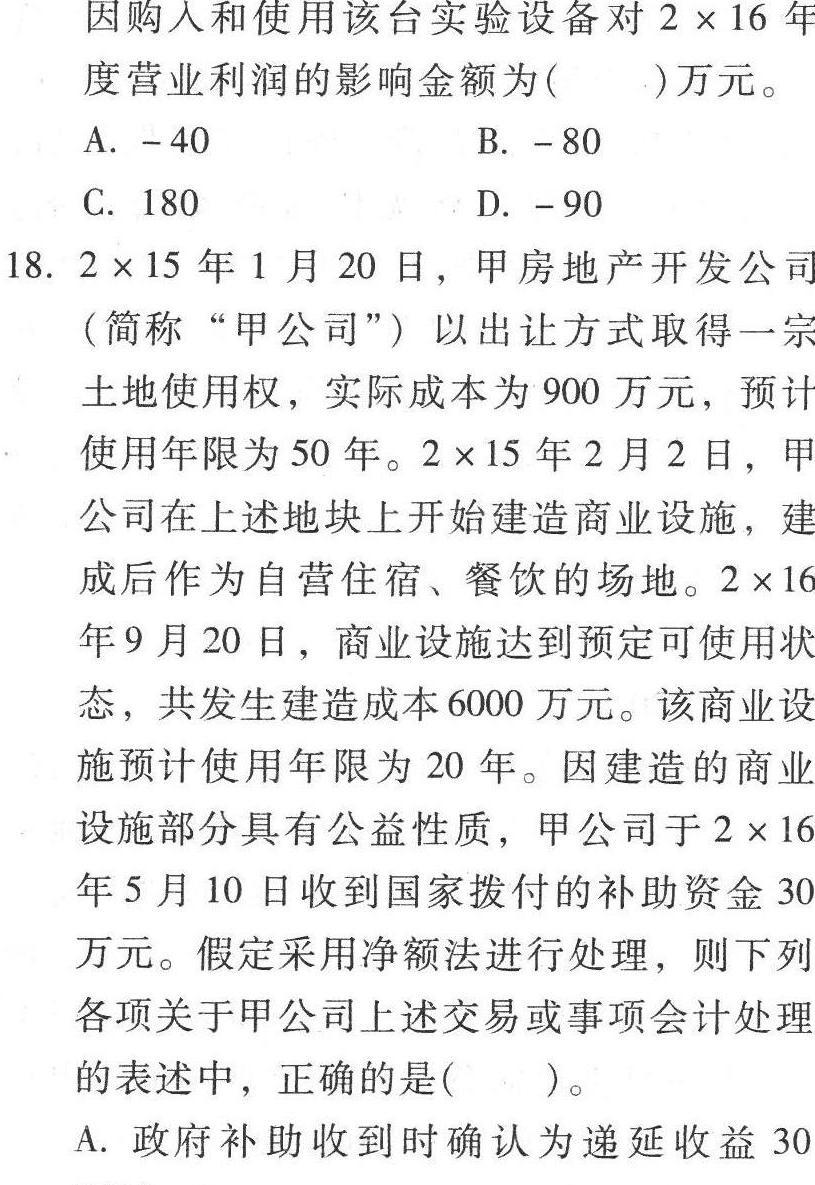 因购入和使用该台实验设备对 2 × 16 年
度营业利润的影响金额为(　　)万元。
A. －40　　B. －80
C. 180　　D. －90
18. 2 × 15 年 1 月 20 日，甲房地产开发公司
(简称“甲公司”) 以出让方式取得一宗
土地使用权，实际成本为 900 万元，预计
使用年限为 50 年。2 × 15 年 2 月 2 日，甲
公司在上述地块上开始建造商业设施，建
成后作为自营住宿、餐饮的场地。2 × 16
年 9 月 20 日，商业设施达到预定可使用状
态，共发生建造成本 6000 万元。该商业设
施预计使用年限为 20 年。因建造的商业
设施部分具有公益性质，甲公司于 2 × 16
年 5 月 10 日收到国家拨付的补助资金 30
万元。假定采用净额法进行处理，则下列
各项关于甲公司上述交易或事项会计处理
的表述中，正确的是(　　)。
A. 政府补助收到时确认为递延收益 30